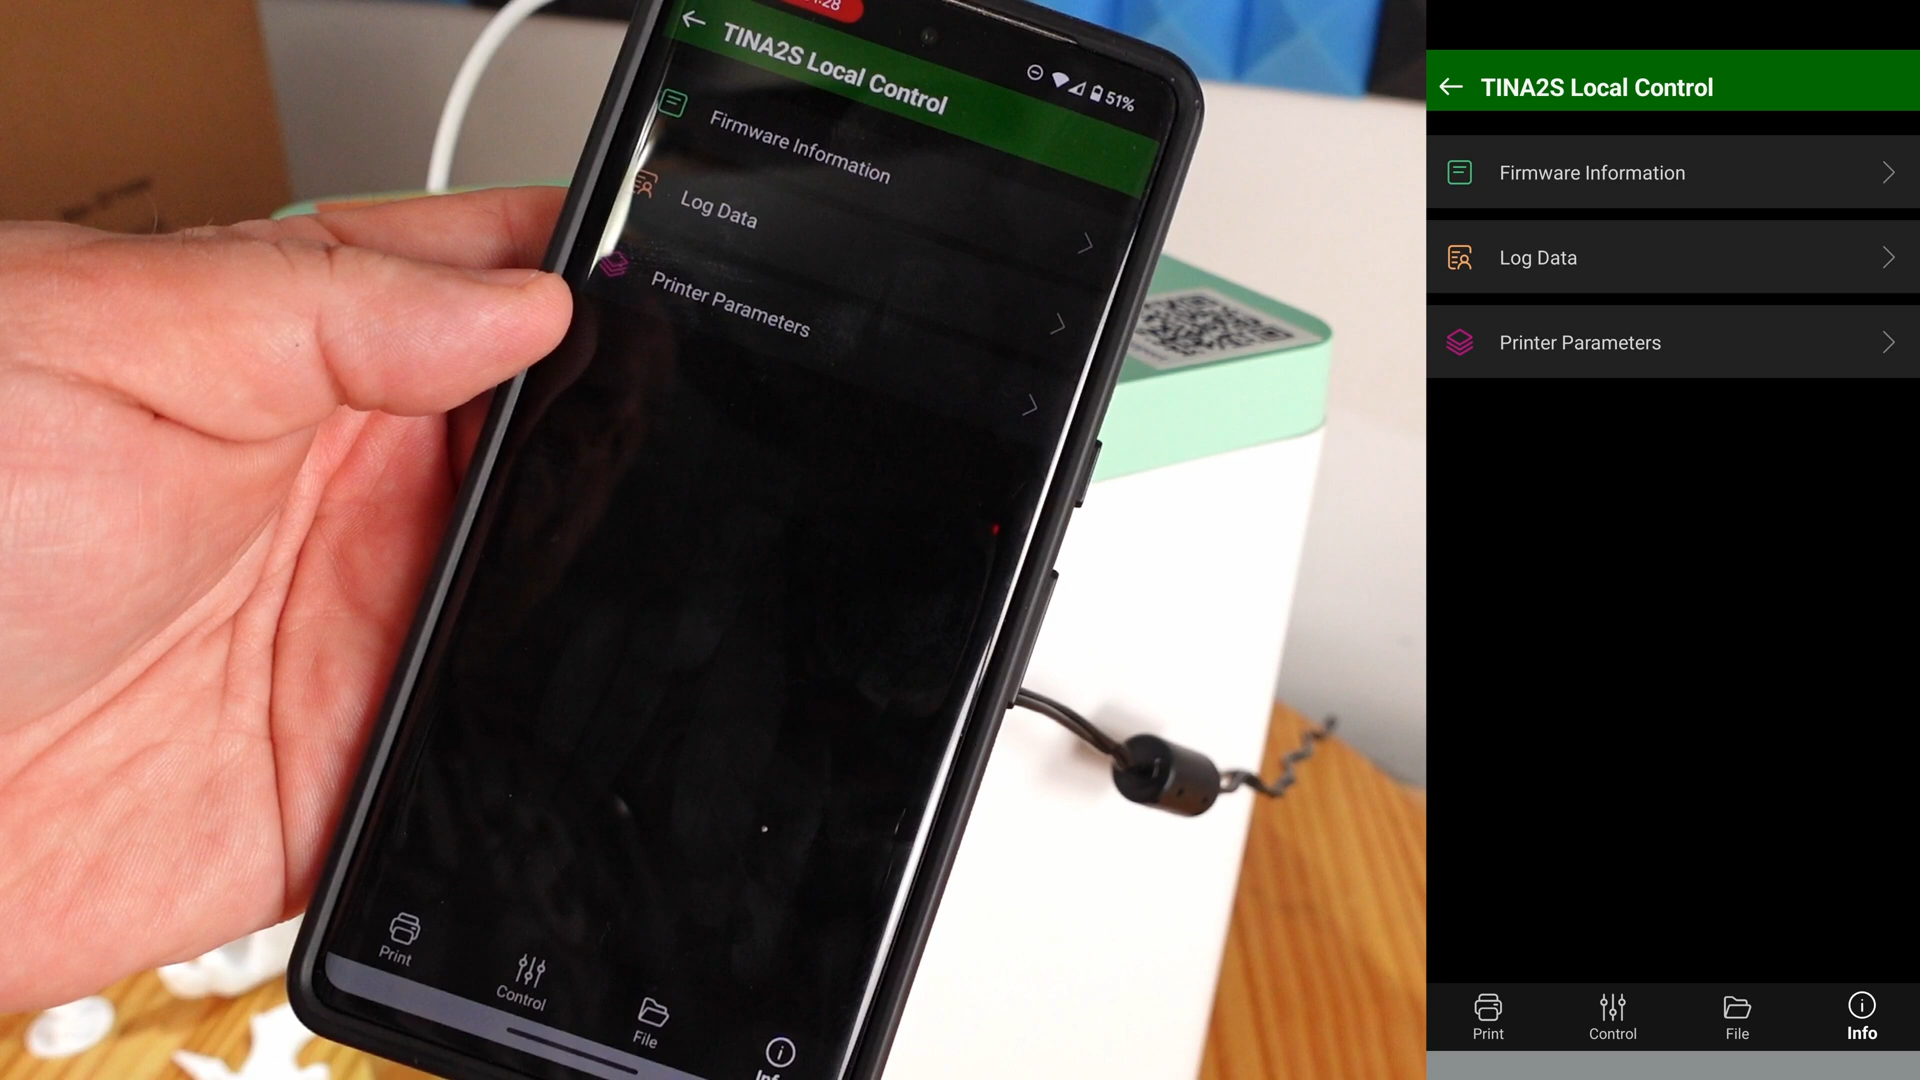 TINA2S Local Control
51%
Firmware Information
Log Data
Printer Parameters
Print
Control
File
TINA2S Local Control
Firmware Information
Log Data
Printer Parameters
Print
Control
File
Info